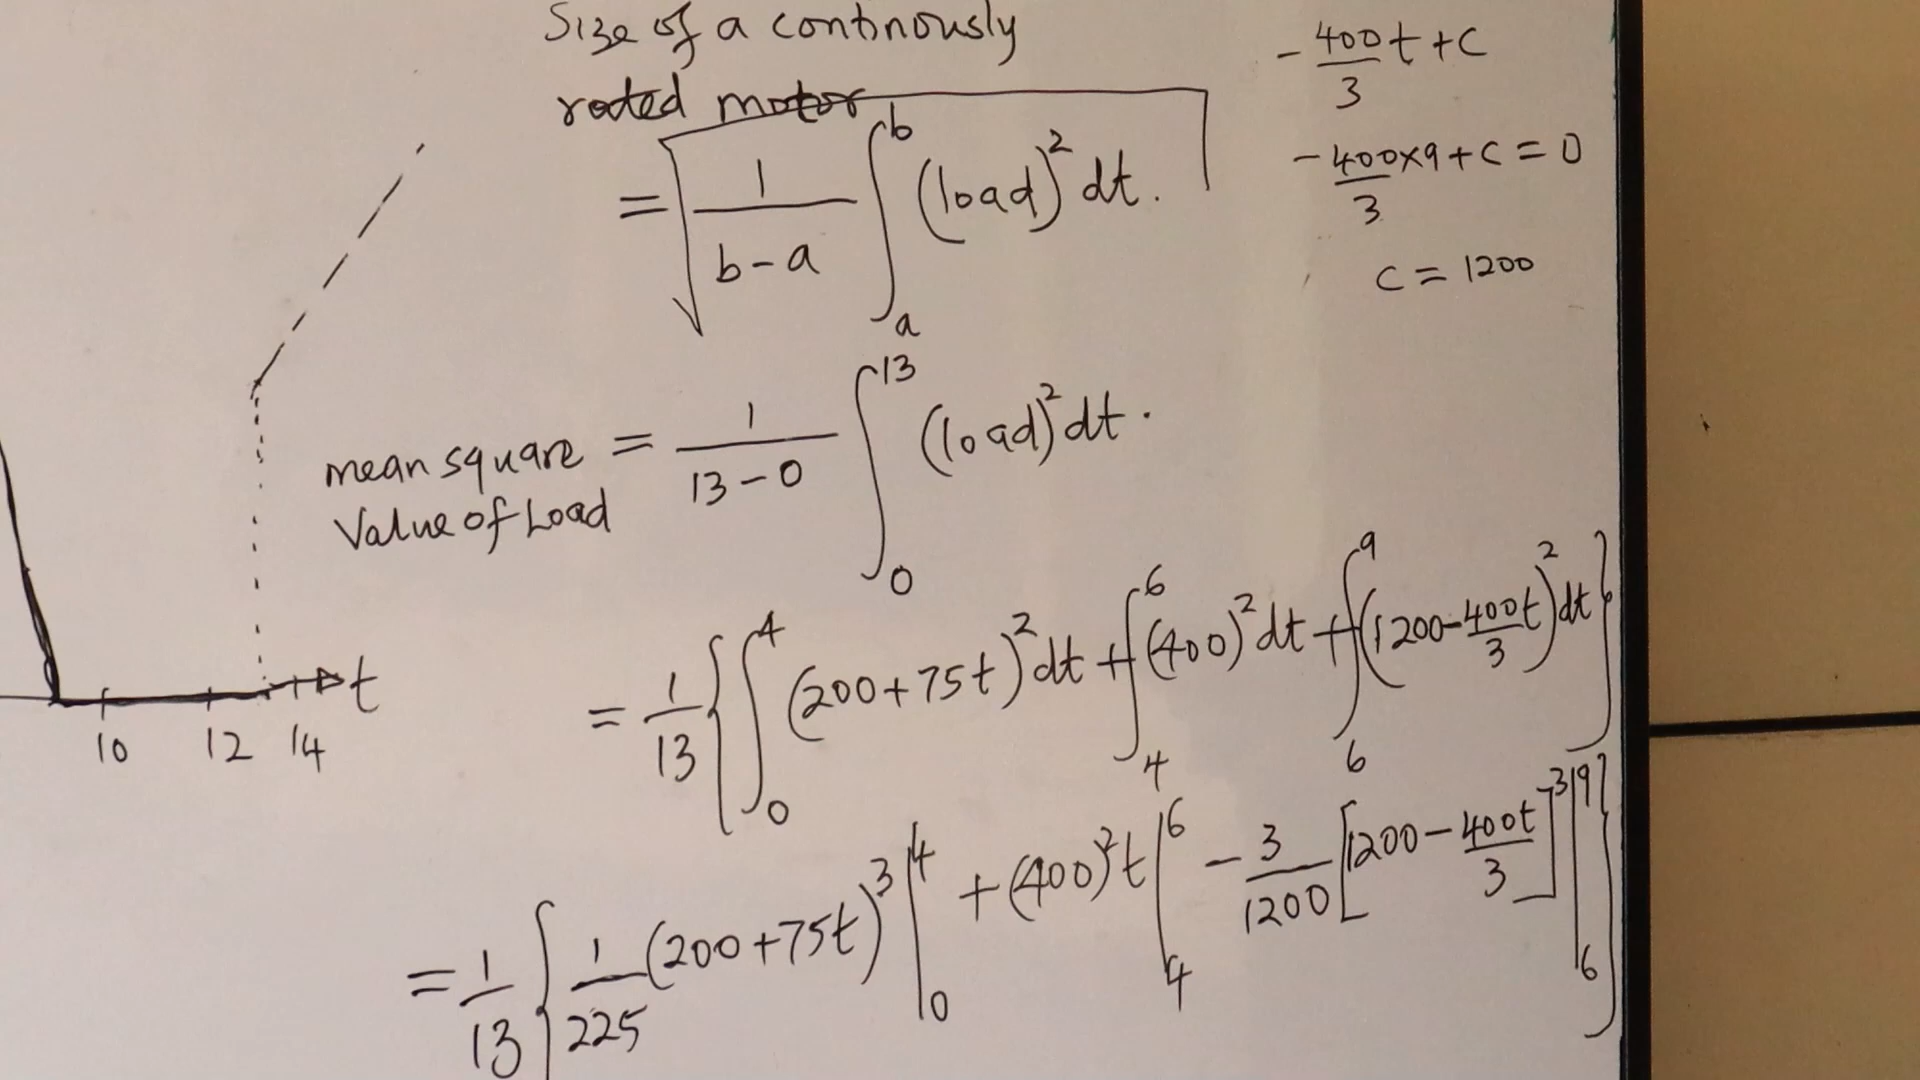 Size of a continously
rated motor
= √ 1/(b-a) ∫_a^b (load)² dt.
- 400/3 t + C
- 400/3 ×9 + C = 0
C = 1200
mean square
Value of Load
= 1/(13-0) ∫_0^13 (load)² dt.
= 1/13 { ∫_0^4 (200+75t)² dt + ∫_4^6 (400)² dt + ∫_6^9 (1200 - 400/3 t)² dt }
= 1/13 { 1/225 (200+75t)³ |_0^4 + (400)² t |_4^6 - 3/1200 [1200 - 400t/3]³ |_6^9 }
10 12 14 t